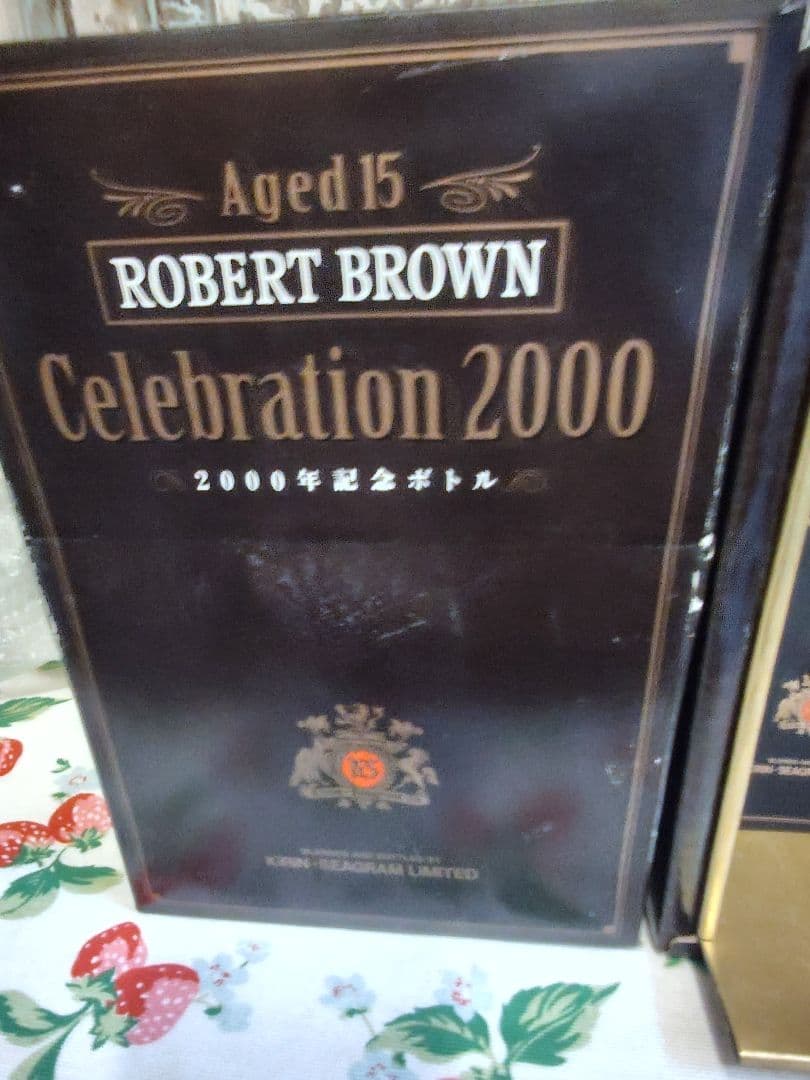 Aged 15
ROBERT BROWN
Celebration 2000
2000年記念ボトル
KIRIN-SEAGRAM LIMITED